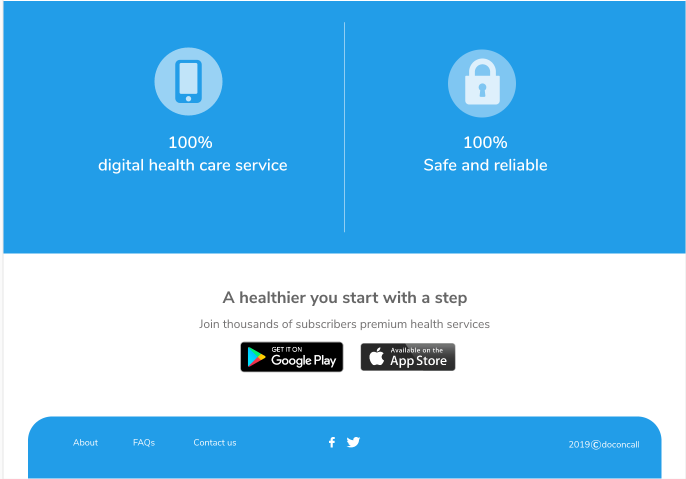 100%
digital health care service
100%
Safe and reliable
A healthier you start with a step
Join thousands of subscribers premium health services
GET IT ON
Google Play
Available on the
App Store
About
FAQs
Contact us
2019©doconcall